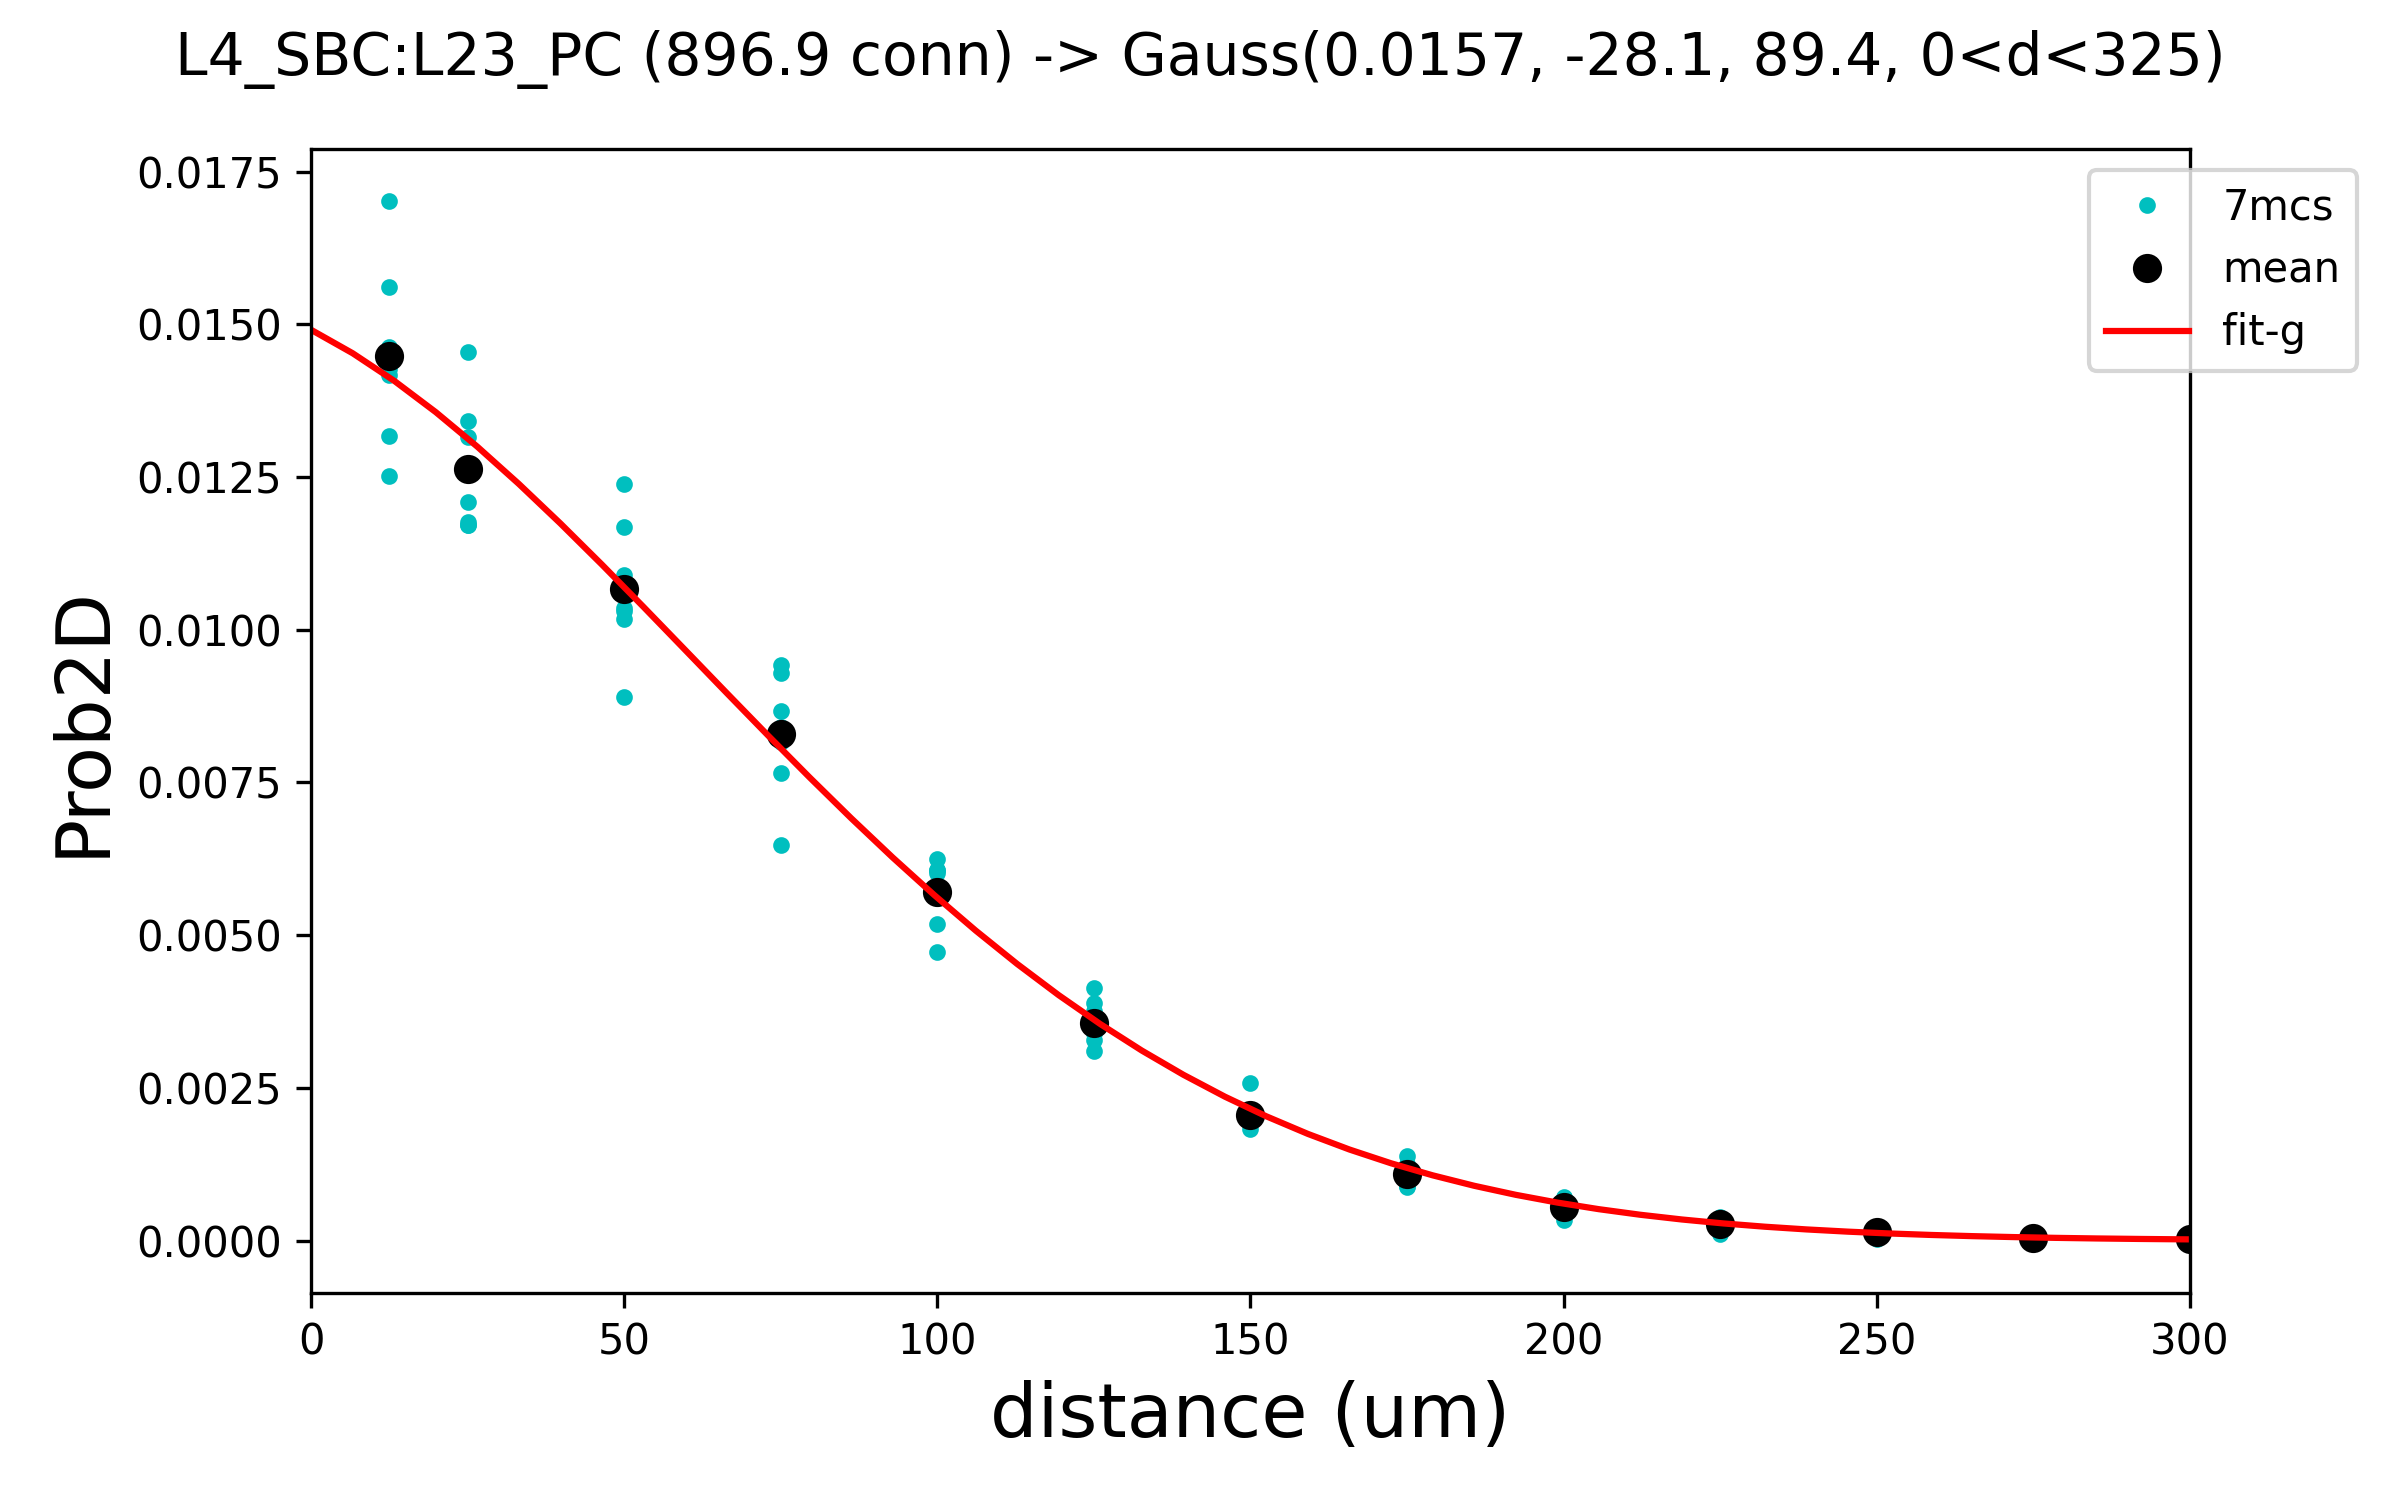 L4_SBC:L23_PC (896.9 conn) -> Gauss(0.0157, -28.1, 89.4, 0<d<325)
7mcs
mean
fit-g
Prob2D
0.0175
0.0150
0.0125
0.0100
0.0075
0.0050
0.0025
0.0000
0 50 100 150 200 250 300
distance (um)